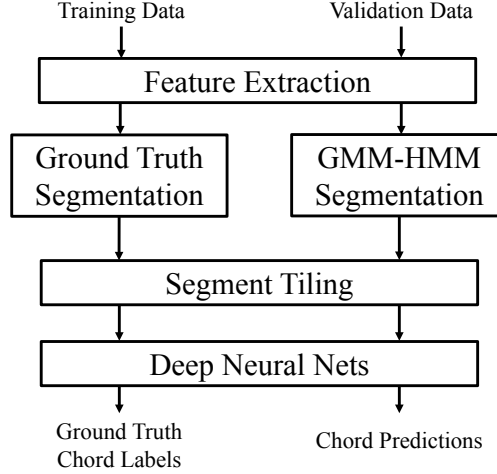 Training Data
Validation Data
Feature Extraction
Ground Truth
Segmentation
GMM-HMM
Segmentation
Segment Tiling
Deep Neural Nets
Ground Truth
Chord Labels
Chord Predictions